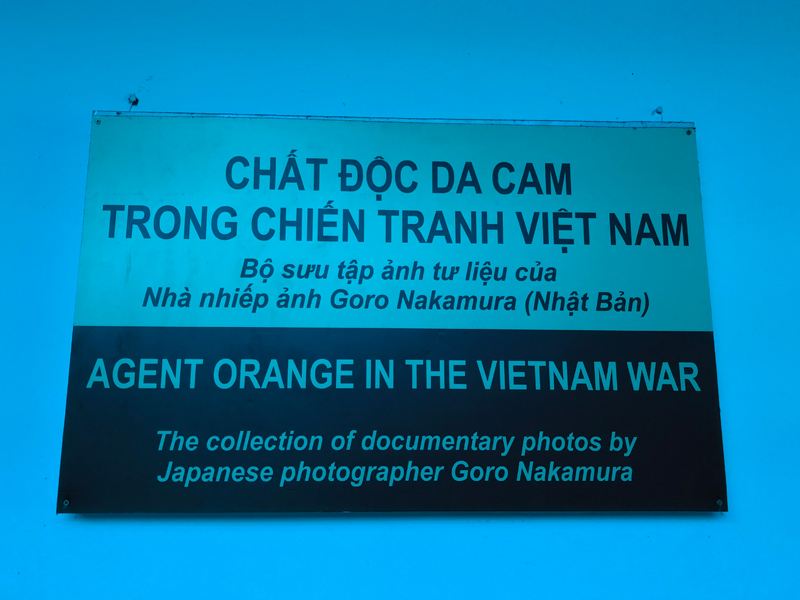 CHẤT ĐỘC DA CAM
TRONG CHIẾN TRANH VIỆT NAM
Bộ sưu tập ảnh tư liệu của
Nhà nhiếp ảnh Goro Nakamura (Nhật Bản)
AGENT ORANGE IN THE VIETNAM WAR
The collection of documentary photos by
Japanese photographer Goro Nakamura